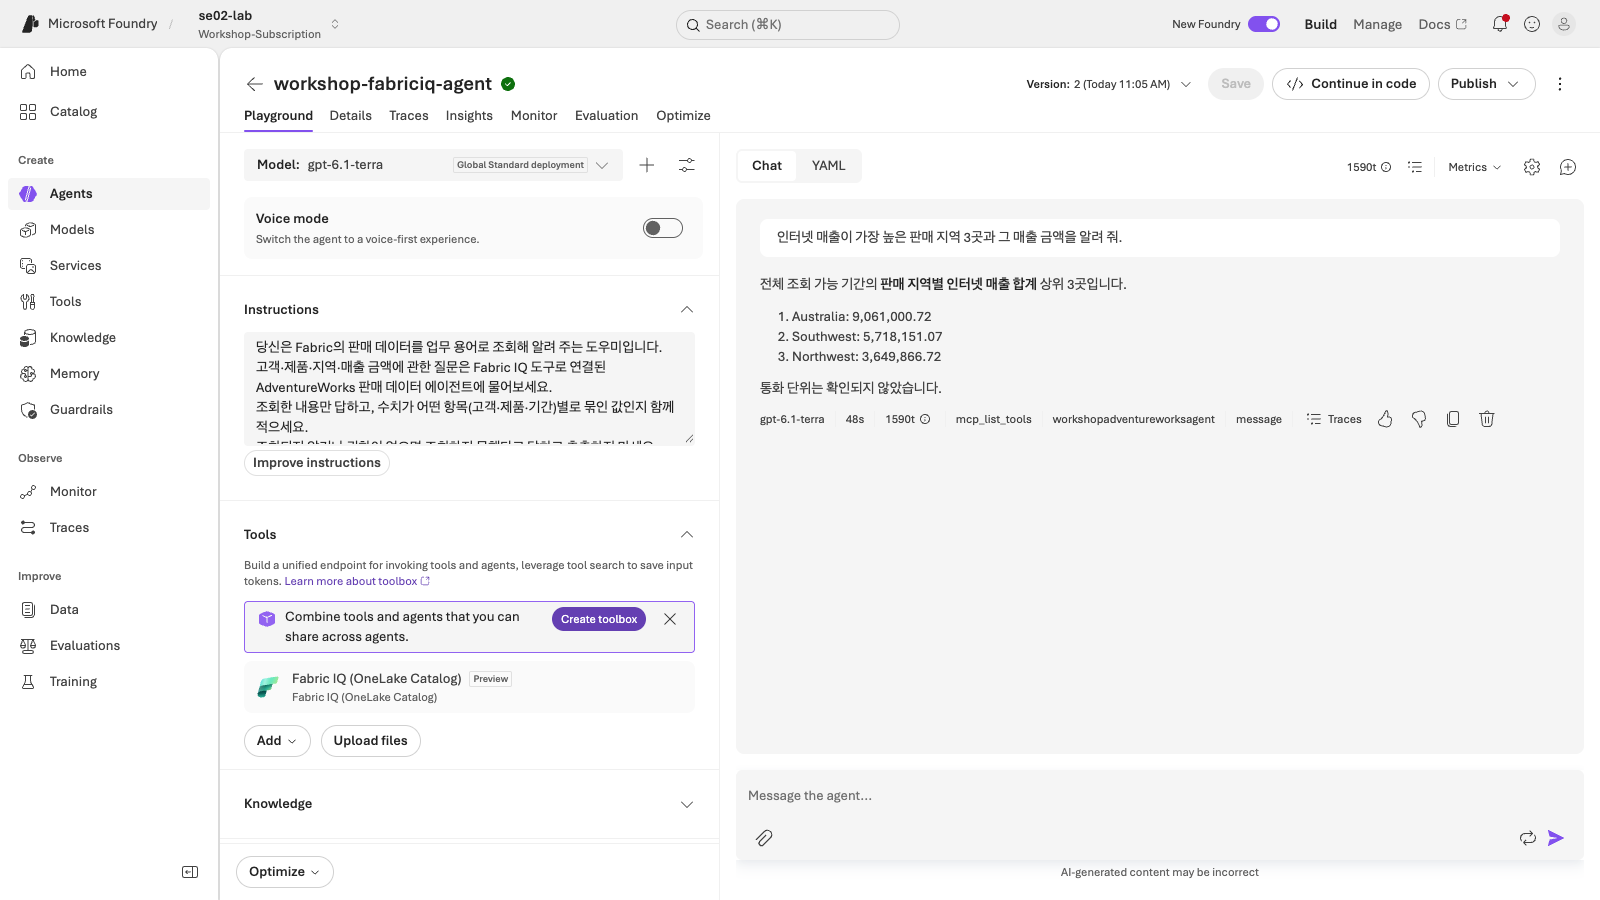 Microsoft Foundry
/
se02-lab
Workshop-Subscription
Search (⌘K)
New Foundry
Build
Manage
Docs
Home
Catalog
Create
Agents
Models
Services
Tools
Knowledge
Memory
Guardrails
Observe
Monitor
Traces
Improve
Data
Evaluations
Training
workshop-fabriciq-agent
Version: 2 (Today 11:05 AM)
Save
Continue in code
Publish
Playground
Details
Traces
Insights
Monitor
Evaluation
Optimize
Model: gpt-6.1-terra
Global Standard deployment
Voice mode
Switch the agent to a voice-first experience.
Instructions
당신은 Fabric의 판매 데이터를 업무 용어로 조회해 알려 주는 도우미입니다.
고객·제품·지역·매출 금액에 관한 질문은 Fabric IQ 도구로 연결된
AdventureWorks 판매 데이터 에이전트에 물어보세요.
조회한 내용만 답하고, 수치가 어떤 항목(고객·제품·기간)별로 묶인 값인지 함께
적으세요.
Improve instructions
Tools
Build a unified endpoint for invoking tools and agents, leverage tool search to save input
tokens. Learn more about toolbox
Combine tools and agents that you can
share across agents.
Create toolbox
Fabric IQ (OneLake Catalog)
Preview
Fabric IQ (OneLake Catalog)
Add
Upload files
Knowledge
Optimize
Chat
YAML
1590t
Metrics
인터넷 매출이 가장 높은 판매 지역 3곳과 그 매출 금액을 알려 줘.
전체 조회 가능 기간의 판매 지역별 인터넷 매출 합계 상위 3곳입니다.
1. Australia: 9,061,000.72
2. Southwest: 5,718,151.07
3. Northwest: 3,649,866.72
통화 단위는 확인되지 않았습니다.
gpt-6.1-terra
48s
1590t
mcp_list_tools
workshopadventureworksagent
message
Traces
Message the agent...
AI-generated content may be incorrect